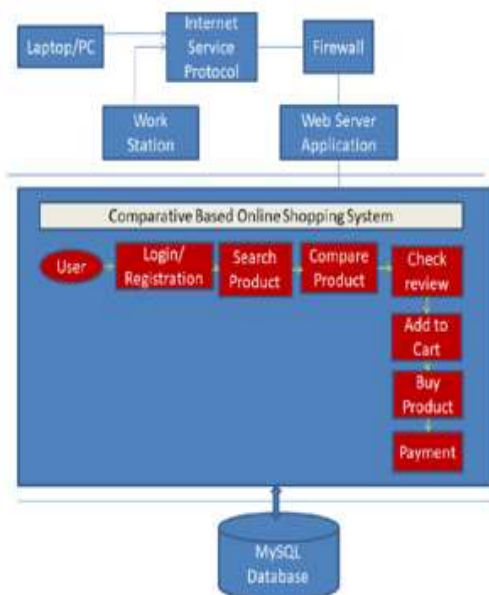 Laptop/PC
Internet
Service
Protocol
Firewall
Work
Station
Web Server
Application
Comparative Based Online Shopping System
User
Login/
Registration
Search
Product
Compare
Product
Check
review
Add to
Cart
Buy
Product
Payment
MySQL
Database